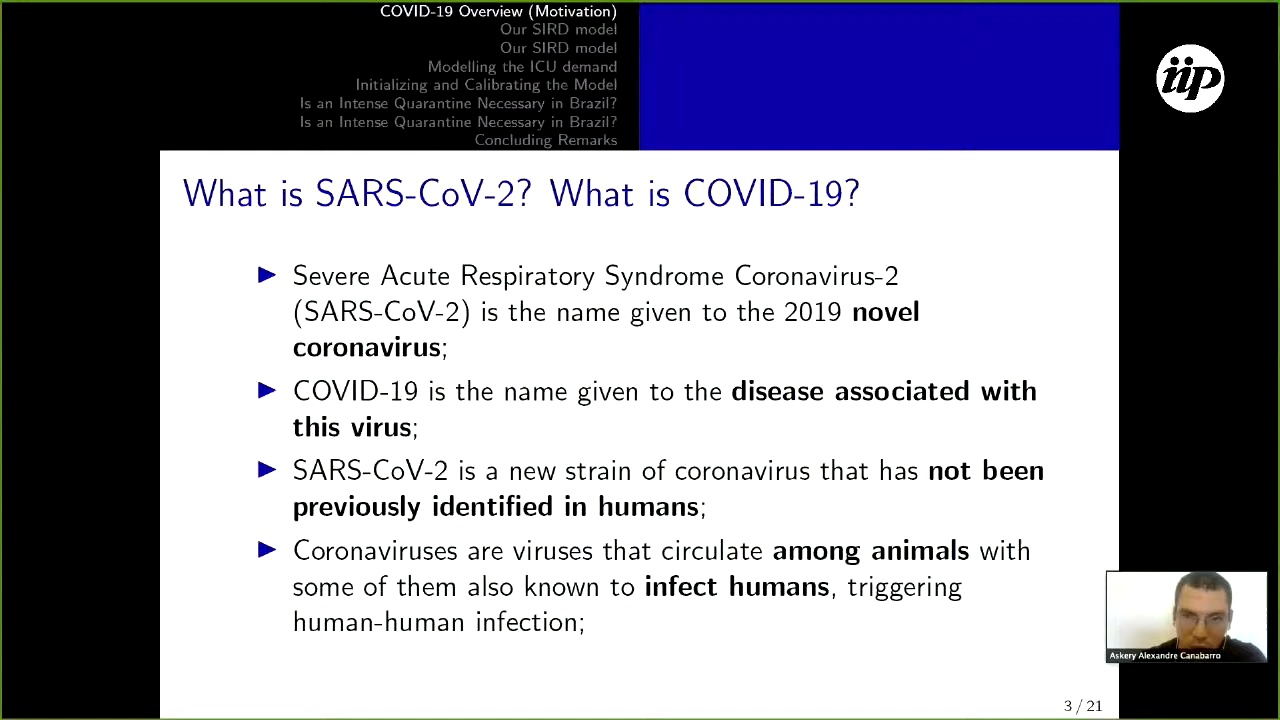 COVID-19 Overview (Motivation)
Our SIRD model
Our SIRD model
Modelling the ICU demand
Initializing and Calibrating the Model
Is an Intense Quarantine Necessary in Brazil?
Is an Intense Quarantine Necessary in Brazil?
Concluding Remarks
iip
What is SARS-CoV-2? What is COVID-19?
Severe Acute Respiratory Syndrome Coronavirus-2
(SARS-CoV-2) is the name given to the 2019 novel
coronavirus;
COVID-19 is the name given to the disease associated with
this virus;
SARS-CoV-2 is a new strain of coronavirus that has not been
previously identified in humans;
Coronaviruses are viruses that circulate among animals with
some of them also known to infect humans, triggering
human-human infection;
Askery Alexandre Canabarro
3 / 21